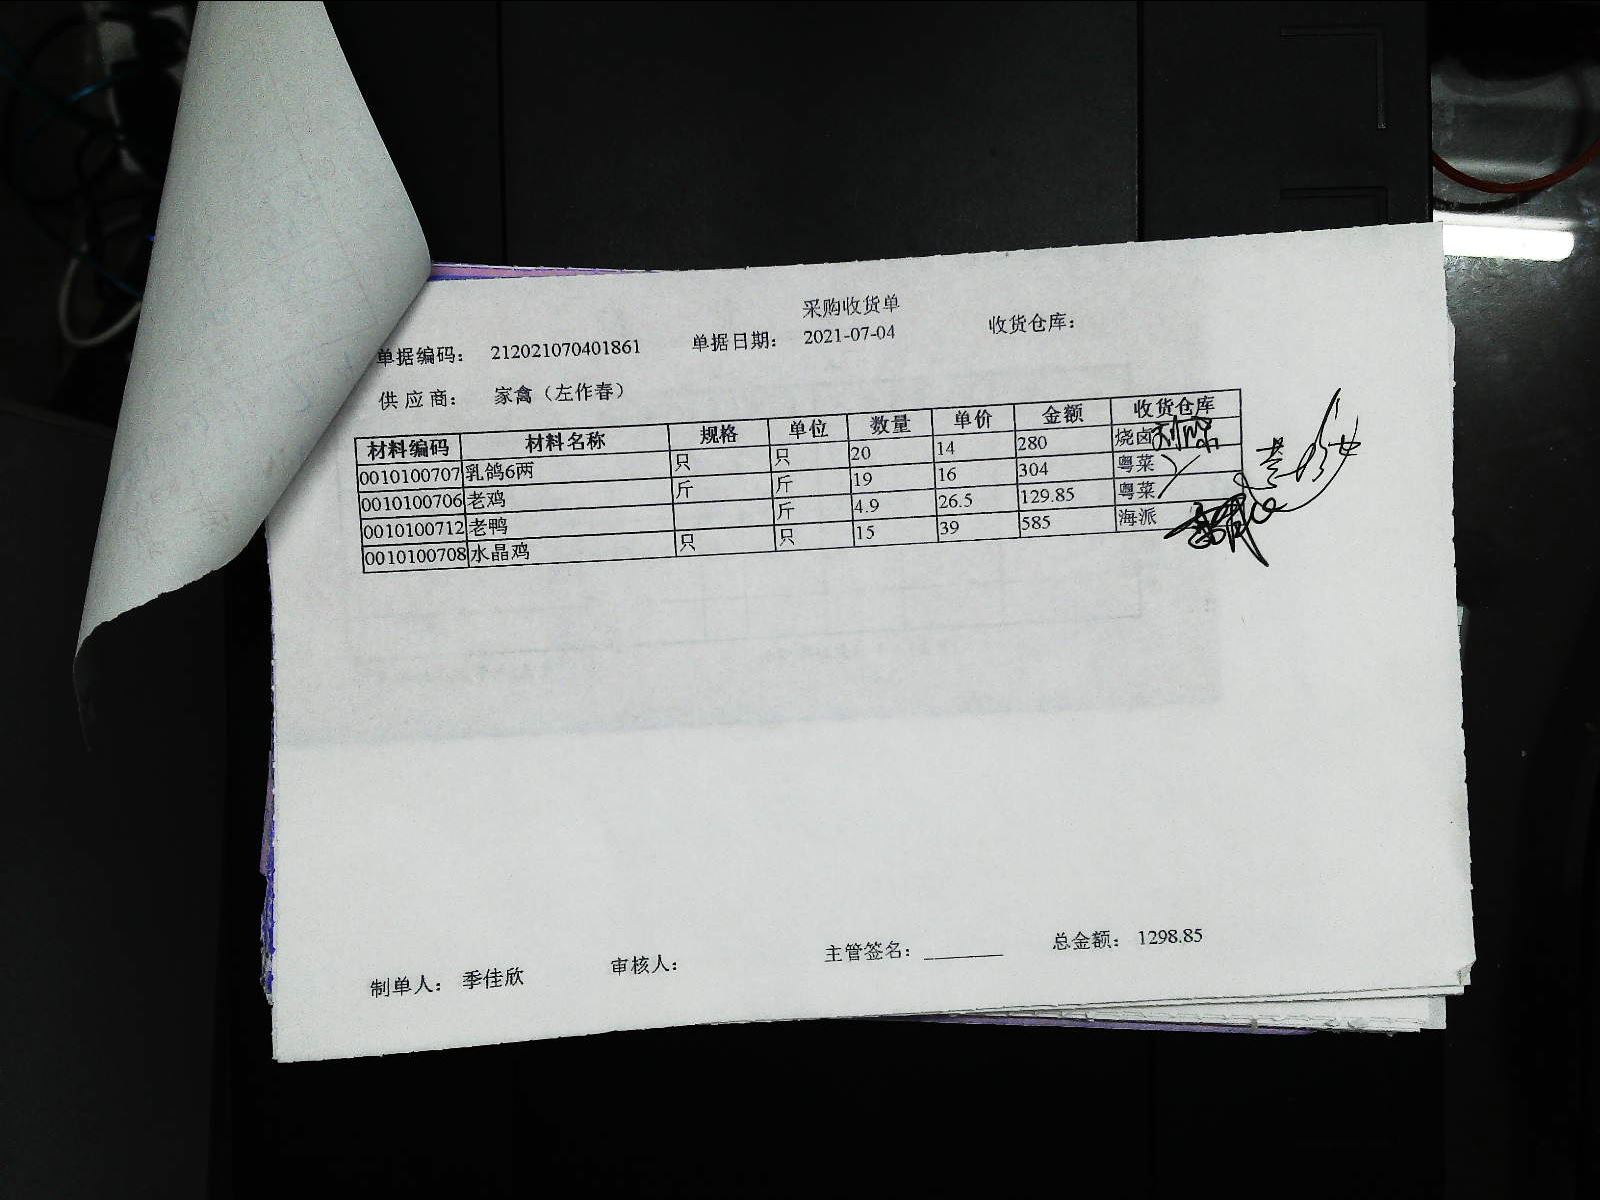 采购收货单
单据编码： 212021070401861 单据日期： 2021-07-04 收货仓库：
供 应 商： 家禽（左作春）
材料编码 材料名称 规格 单位 数量 单价 金额 收货仓库
0010100707 乳鸽6两 只 只 20 14 280 烧卤
0010100706 老鸡 斤 斤 19 16 304 粤菜
0010100712 老鸭 斤 4.9 26.5 129.85 粤菜
0010100708 水晶鸡 只 只 15 39 585 海派
制单人： 季佳欣 审核人： 主管签名：________ 总金额： 1298.85